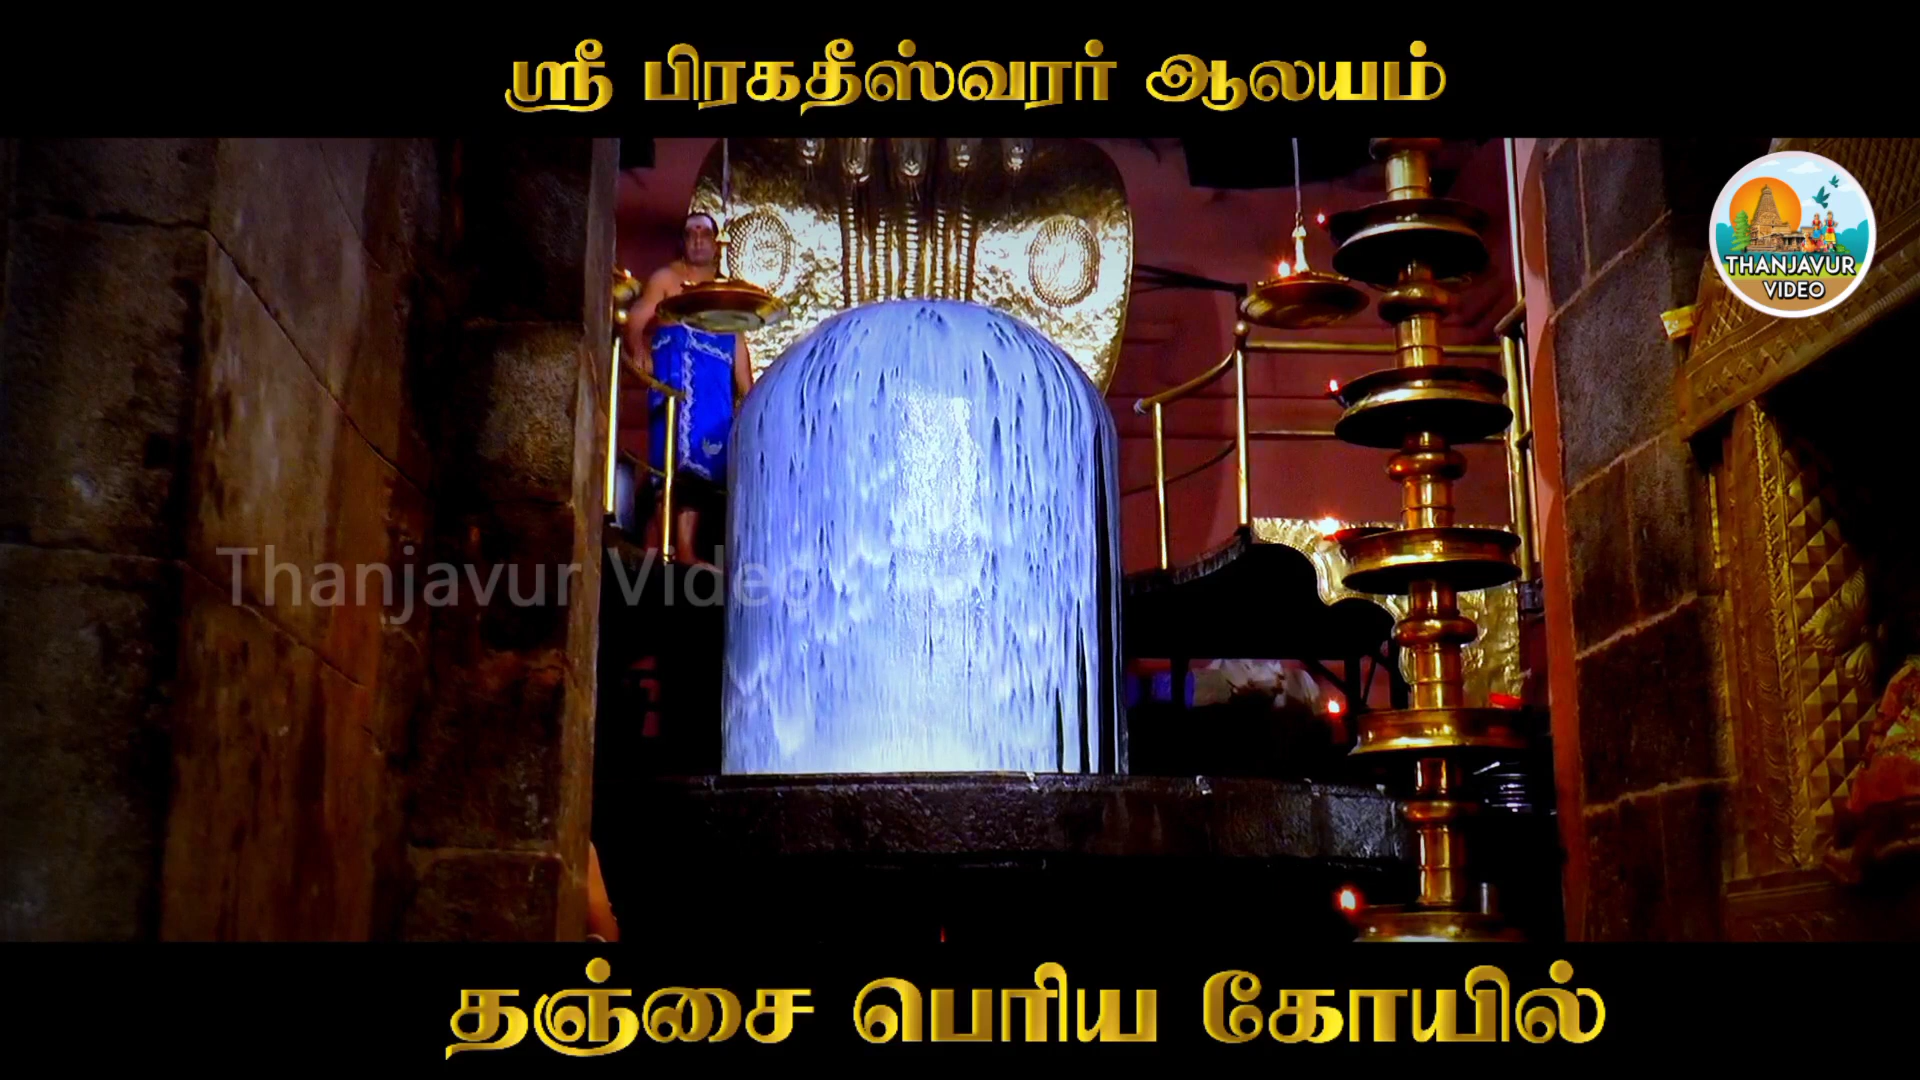 ஸ்ரீ பிரகதீஸ்வரர் ஆலயம்
THANJAVUR
VIDEO
Thanjavur Video
தஞ்சை பெரிய கோயில்